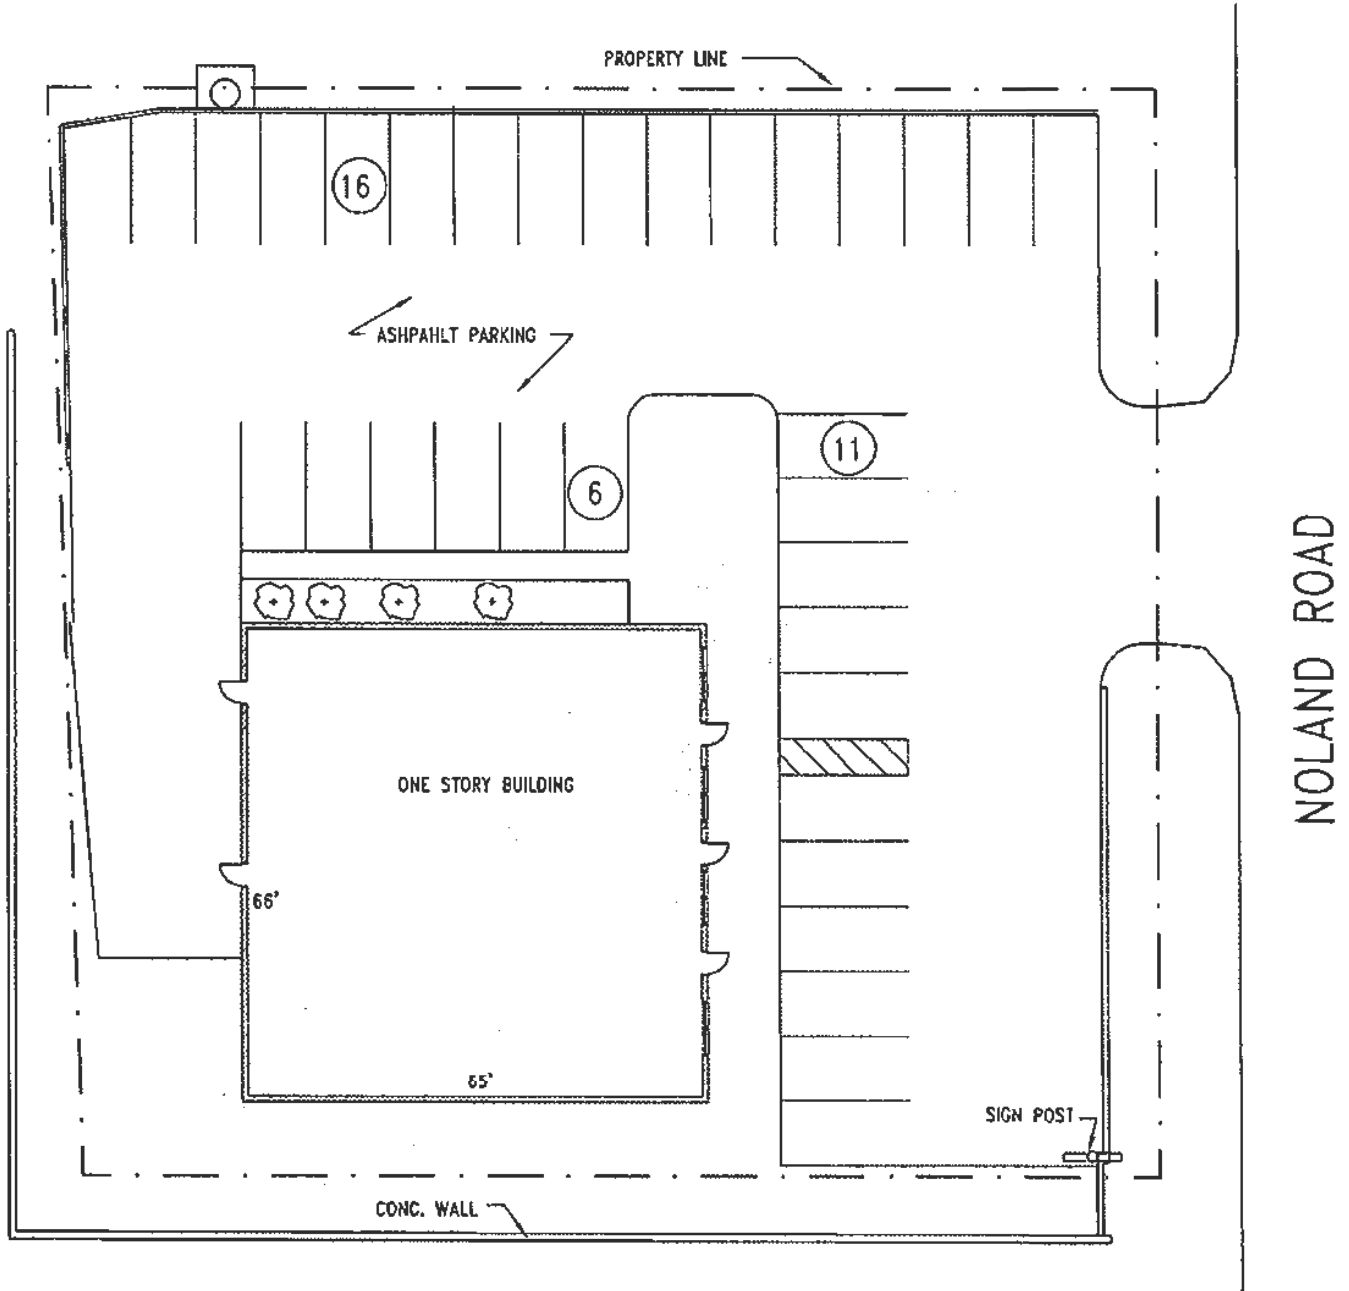 PROPERTY LINE
16
ASHPAHLT PARKING
11
6
NOLAND ROAD
ONE STORY BUILDING
66'
65'
SIGN POST
CONC. WALL